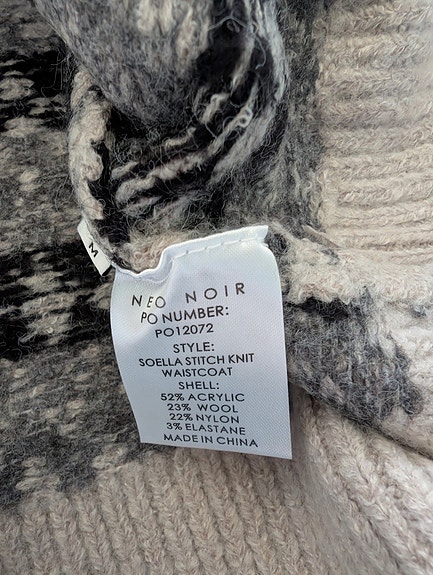 M
NEO NOIR
PO NUMBER:
PO12072
STYLE:
SOELLA STITCH KNIT
WAISTCOAT
SHELL:
52% ACRYLIC
23% WOOL
22% NYLON
3% ELASTANE
MADE IN CHINA